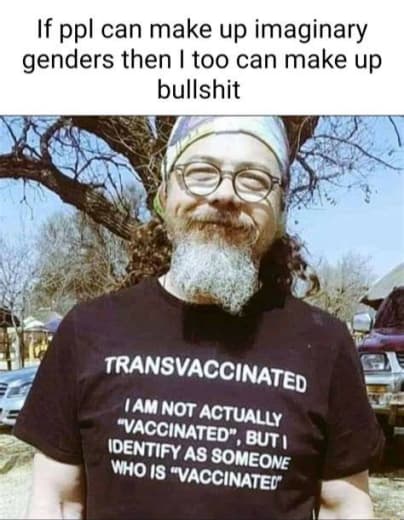 If ppl can make up imaginary
genders then I too can make up
bullshit
TRANSVACCINATED
I AM NOT ACTUALLY
"VACCINATED", BUT I
IDENTIFY AS SOMEONE
WHO IS "VACCINATED"